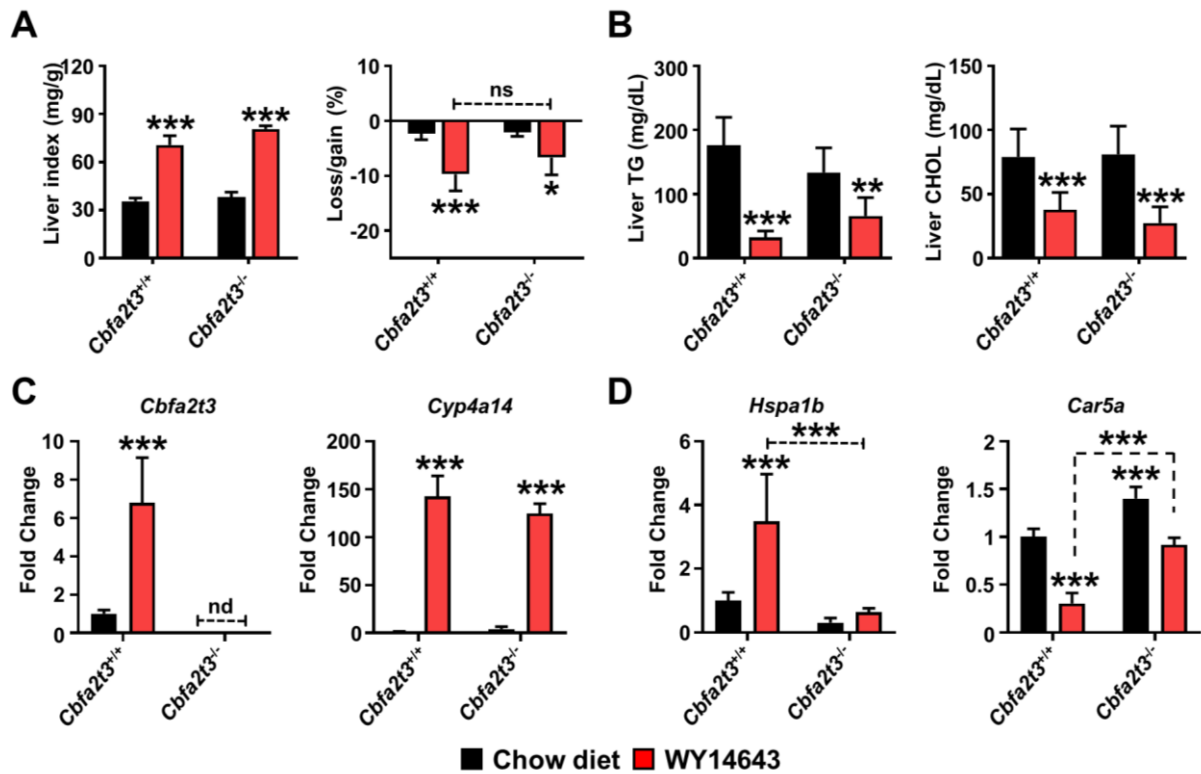 A
Liver index (mg/g)
120
90
60
30
0
***
***
Cbfa2t3+/+
Cbfa2t3-/-
Loss/gain (%)
10
0
-10
-20
ns
***
*
Cbfa2t3+/+
Cbfa2t3-/-
B
Liver TG (mg/dL)
300
200
100
0
***
**
Cbfa2t3+/+
Cbfa2t3-/-
Liver CHOL (mg/dL)
150
100
50
0
***
***
Cbfa2t3+/+
Cbfa2t3-/-
C
Cbfa2t3
Fold Change
10
8
6
4
2
0
***
nd
Cbfa2t3+/+
Cbfa2t3-/-
Cyp4a14
Fold Change
200
150
100
50
0
***
***
Cbfa2t3+/+
Cbfa2t3-/-
D
Hspa1b
Fold Change
6
4
2
0
***
***
Cbfa2t3+/+
Cbfa2t3-/-
Car5a
Fold Change
2
1.5
1
0.5
0
***
***
***
Cbfa2t3+/+
Cbfa2t3-/-
Chow diet WY14643